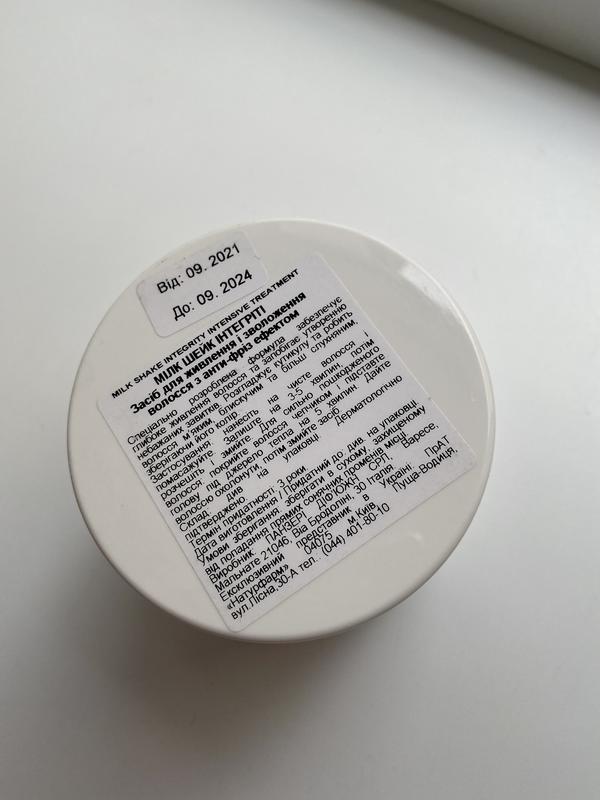 Від: 09. 2021
До: 09. 2024
MILK SHAKE INTEGRITY INTENSIVE TREATMENT
МІЛК ШЕЙК ІНТЕГРІТІ
Засіб для живлення і зволоження
волосся з анти-фріз ефектом
Спеціально розроблена формула забезпечує
глибоке живлення волосся та запобігає утворенню
небажаних завитків. Розгладжує кутикулу та робить
волосся м'яким, блискучим та більш слухняним,
зберігаючи його колір.
Застосування: нанесіть на чисте волосся і
помасажуйте. Залиште на 3-5 хвилин, потім
розчешіть і змийте. Для сильно пошкодженого
волосся: покрийте волосся чепчиком і підставте
голову під джерело тепла на 5 хвилин. Дайте
волоссю охолонути, потім змийте засіб.
Склад: див на упаковці. Дерматологічно
підтверджено
Термін придатності: 3 роки
Дата виготовлення / Придатний до: див. на упаковці.
Умови зберігання: зберігати в сухому захищеному
від попадання прямих сонячних променів місці
Виробник ПАНЗЕРІ ДІФЮЖН СРЛ, Варесе,
Мальнате 21046, Віа Бродоліні, 30 Італія
Ексклюзивний представник в Україні ПрАТ
«Натурфарм» 04075 м.Київ Пуща-Водиця,
вул.Лісна,30-А тел.: (044) 401-80-10